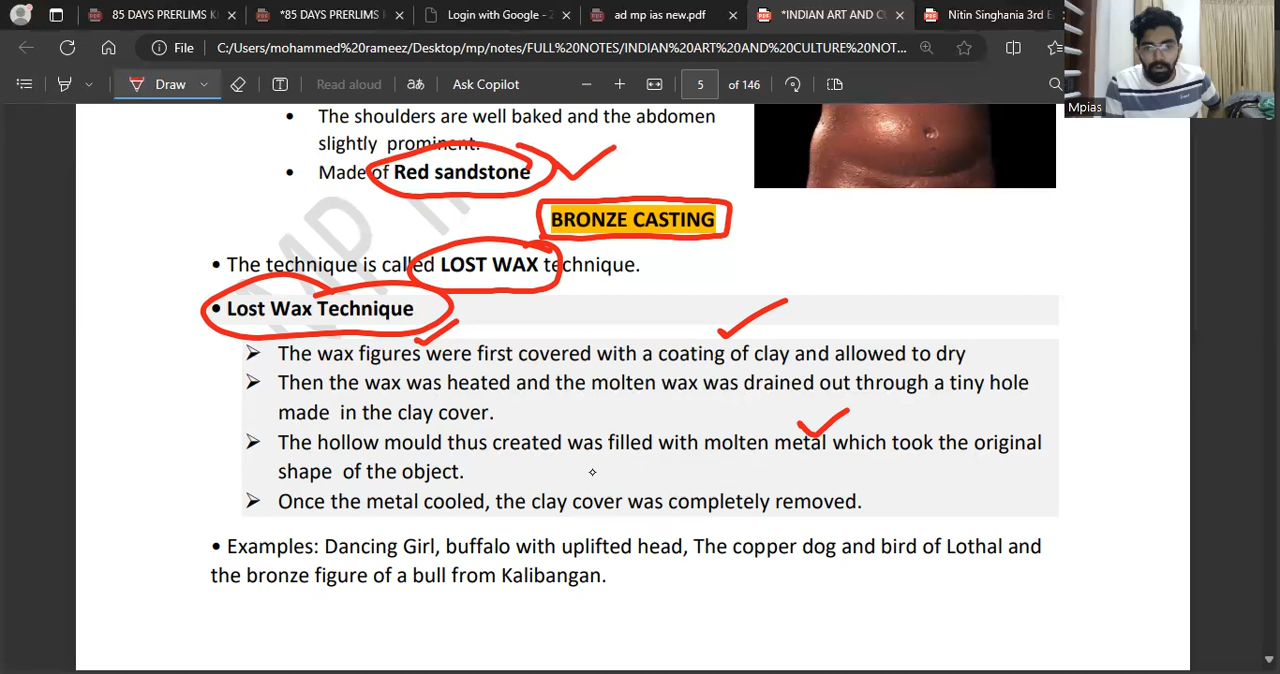 85 DAYS PRERLIMS K
*85 DAYS PRERLIMS
Login with Google - 2
ad mp ias new.pdf
*INDIAN ART AND C
Nitin Singhania 3rd E
File C:/Users/mohammed%20rameez/Desktop/mp/notes/FULL%20NOTES/INDIAN%20ART%20AND%20CULTURE%20NOT...
Draw Read aloud aあ Ask Copilot 5 of 146
Mpias
• The shoulders are well baked and the abdomen
slightly prominent.
• Made of Red sandstone
BRONZE CASTING
• The technique is called LOST WAX technique.
• Lost Wax Technique
➢ The wax figures were first covered with a coating of clay and allowed to dry
➢ Then the wax was heated and the molten wax was drained out through a tiny hole
made in the clay cover.
➢ The hollow mould thus created was filled with molten metal which took the original
shape of the object.
➢ Once the metal cooled, the clay cover was completely removed.
• Examples: Dancing Girl, buffalo with uplifted head, The copper dog and bird of Lothal and
the bronze figure of a bull from Kalibangan.